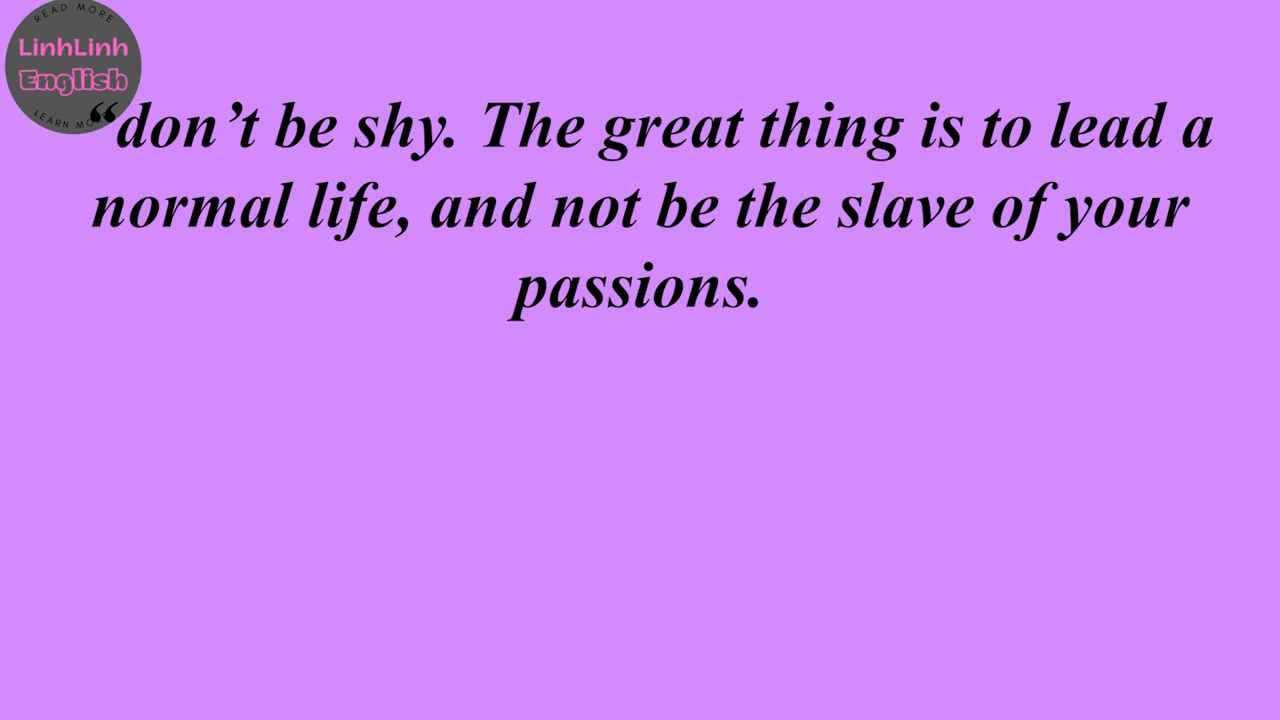 READ MORE
LinhLinh
English
LEARN MO
“don’t be shy. The great thing is to lead a
normal life, and not be the slave of your
passions.